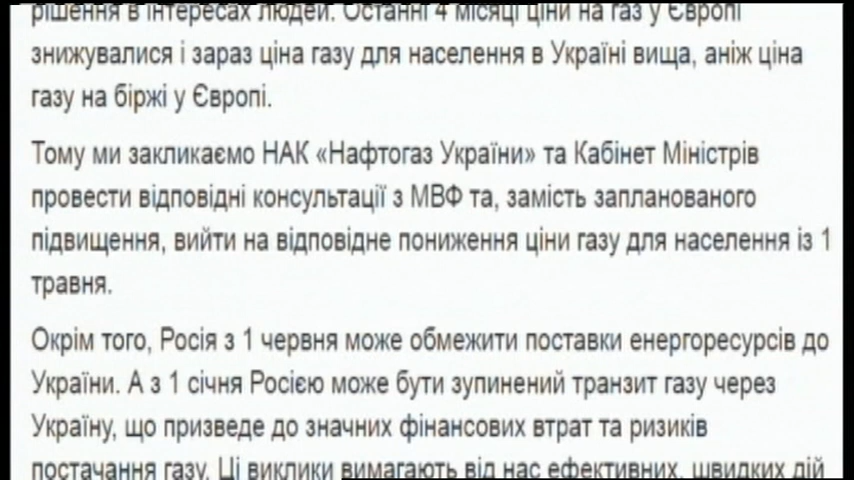 рішення в інтересах людей. Останні 4 місяці ціни на газ у Європі
знижувалися і зараз ціна газу для населення в Україні вища, аніж ціна
газу на біржі у Європі.
Тому ми закликаємо НАК «Нафтогаз України» та Кабінет Міністрів
провести відповідні консультації з МВФ та, замість запланованого
підвищення, вийти на відповідне пониження ціни газу для населення із 1
травня.
Окрім того, Росія з 1 червня може обмежити поставки енергоресурсів до
України. А з 1 січня Росією може бути зупинений транзит газу через
Україну, що призведе до значних фінансових втрат та ризиків
постачання газу. Ці виклики вимагають від нас ефективних, швидких дій